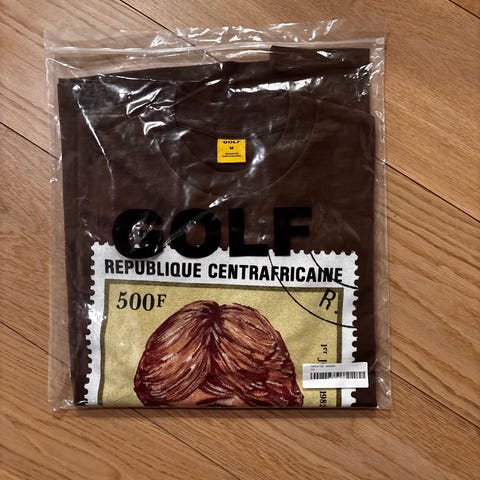 GOLF
M
GOLF
REPUBLIQUE CENTRAFRICAINE
500F
R.